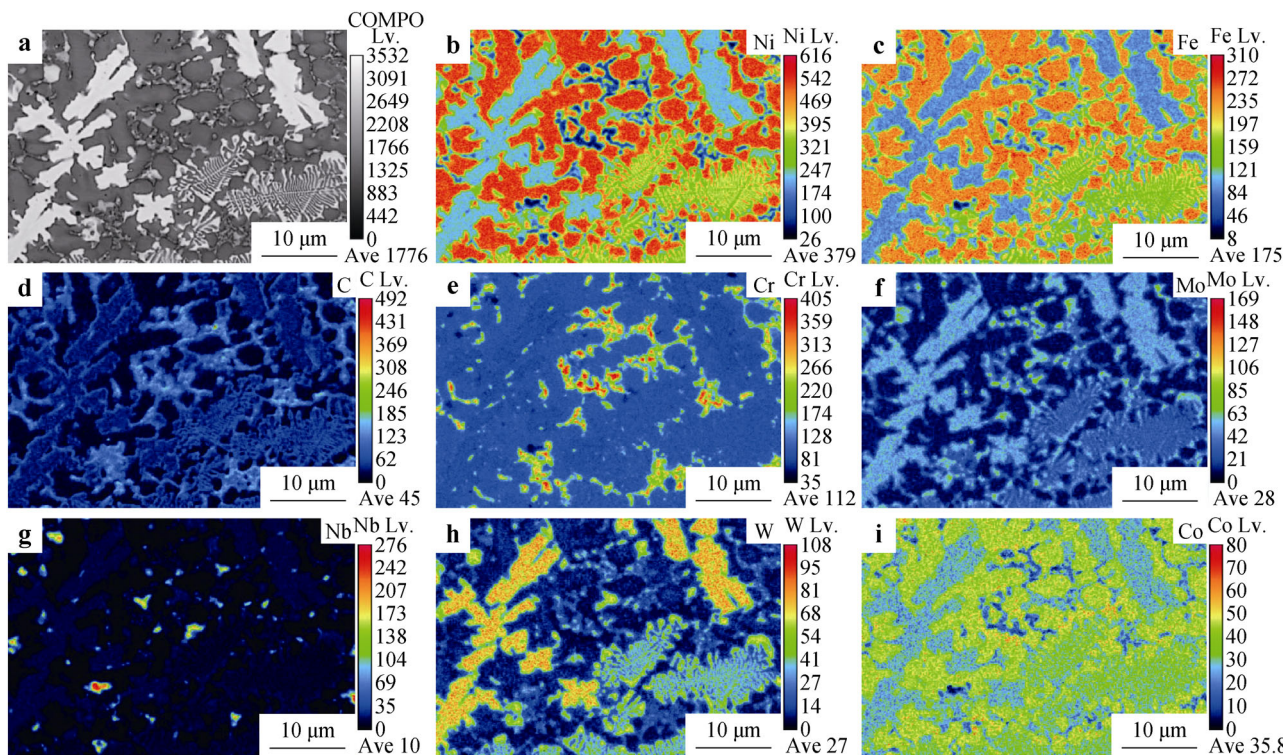 a
COMPO
Lv.
3532
3091
2649
2208
1766
1325
883
442
0
Ave 1776
10 μm
b
Ni
Ni Lv.
616
542
469
395
321
247
174
100
26
Ave 379
10 μm
c
Fe
Fe Lv.
310
272
235
197
159
121
84
46
8
Ave 175
10 μm
d
C
C Lv.
492
431
369
308
246
185
123
62
0
Ave 45
10 μm
e
Cr
Cr Lv.
405
359
313
266
220
174
128
81
35
Ave 112
10 μm
f
Mo
Mo Lv.
169
148
127
106
85
63
42
21
0
Ave 28
10 μm
g
Nb
Nb Lv.
276
242
207
173
138
104
69
35
0
Ave 10
10 μm
h
W
W Lv.
108
95
81
68
54
41
27
14
0
Ave 27
10 μm
i
Co
Co Lv.
80
70
60
50
40
30
20
10
0
Ave 35.8
10 μm